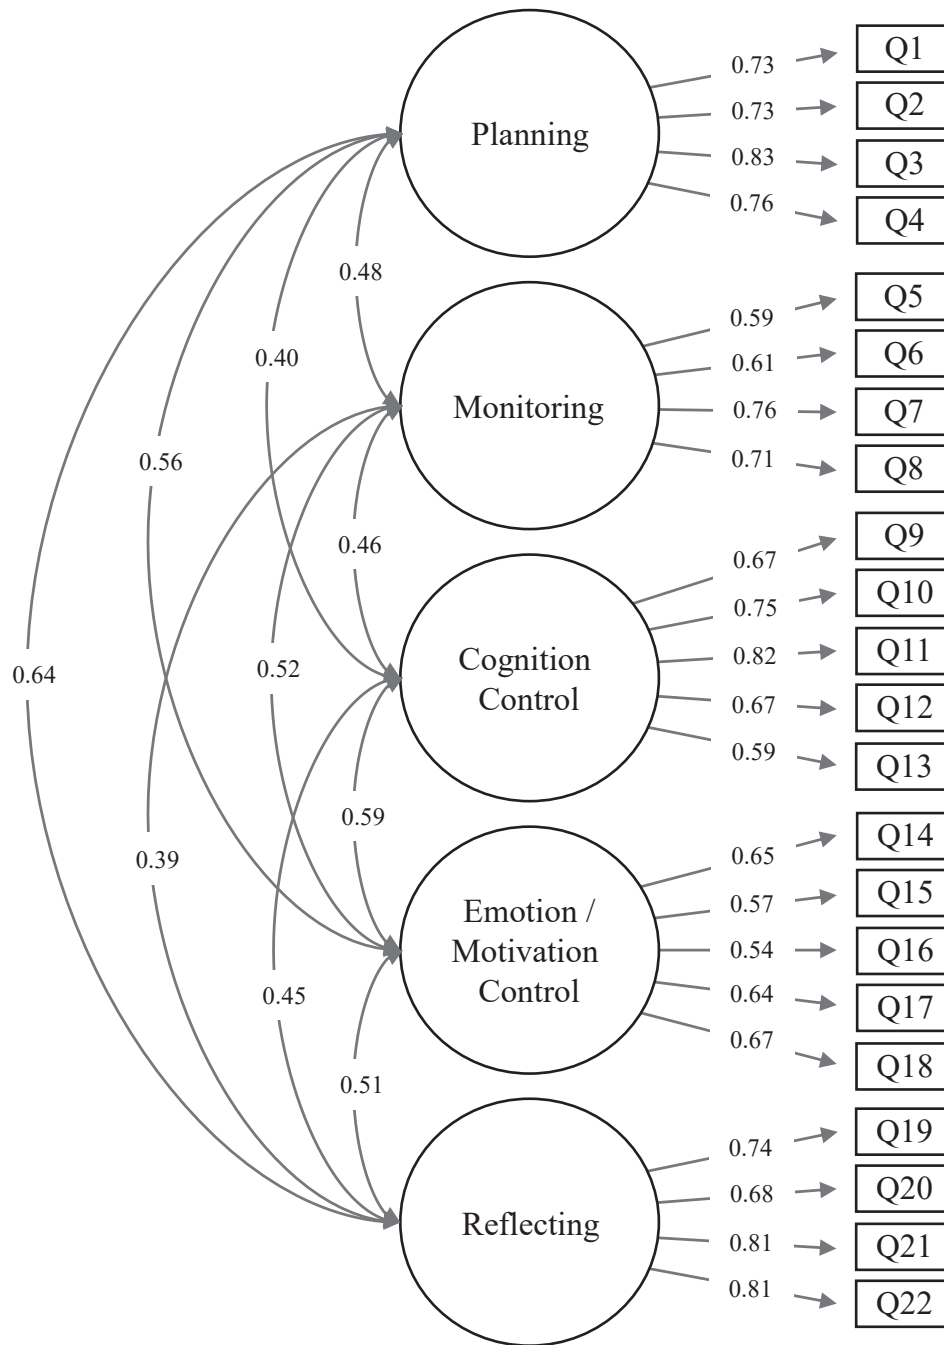 Planning
0.73
Q1
0.73
Q2
0.83
Q3
0.76
Q4
0.48
Monitoring
0.59
Q5
0.61
Q6
0.76
Q7
0.71
Q8
0.40
0.56
0.46
Cognition
Control
0.67
Q9
0.75
Q10
0.82
Q11
0.67
Q12
0.59
Q13
0.64
0.52
0.59
0.39
Emotion /
Motivation
Control
0.65
Q14
0.57
Q15
0.54
Q16
0.64
Q17
0.67
Q18
0.45
0.51
Reflecting
0.74
Q19
0.68
Q20
0.81
Q21
0.81
Q22